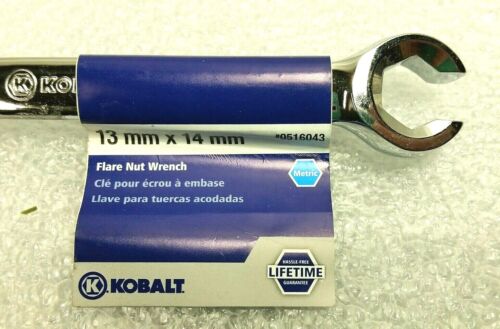 K KO
13 mm x 14 mm #0516043
Flare Nut Wrench
Metric
Clé pour écrou à embase
Llave para tuercas acodadas
K KOBALT
HASSLE-FREE
LIFETIME
GUARANTEE